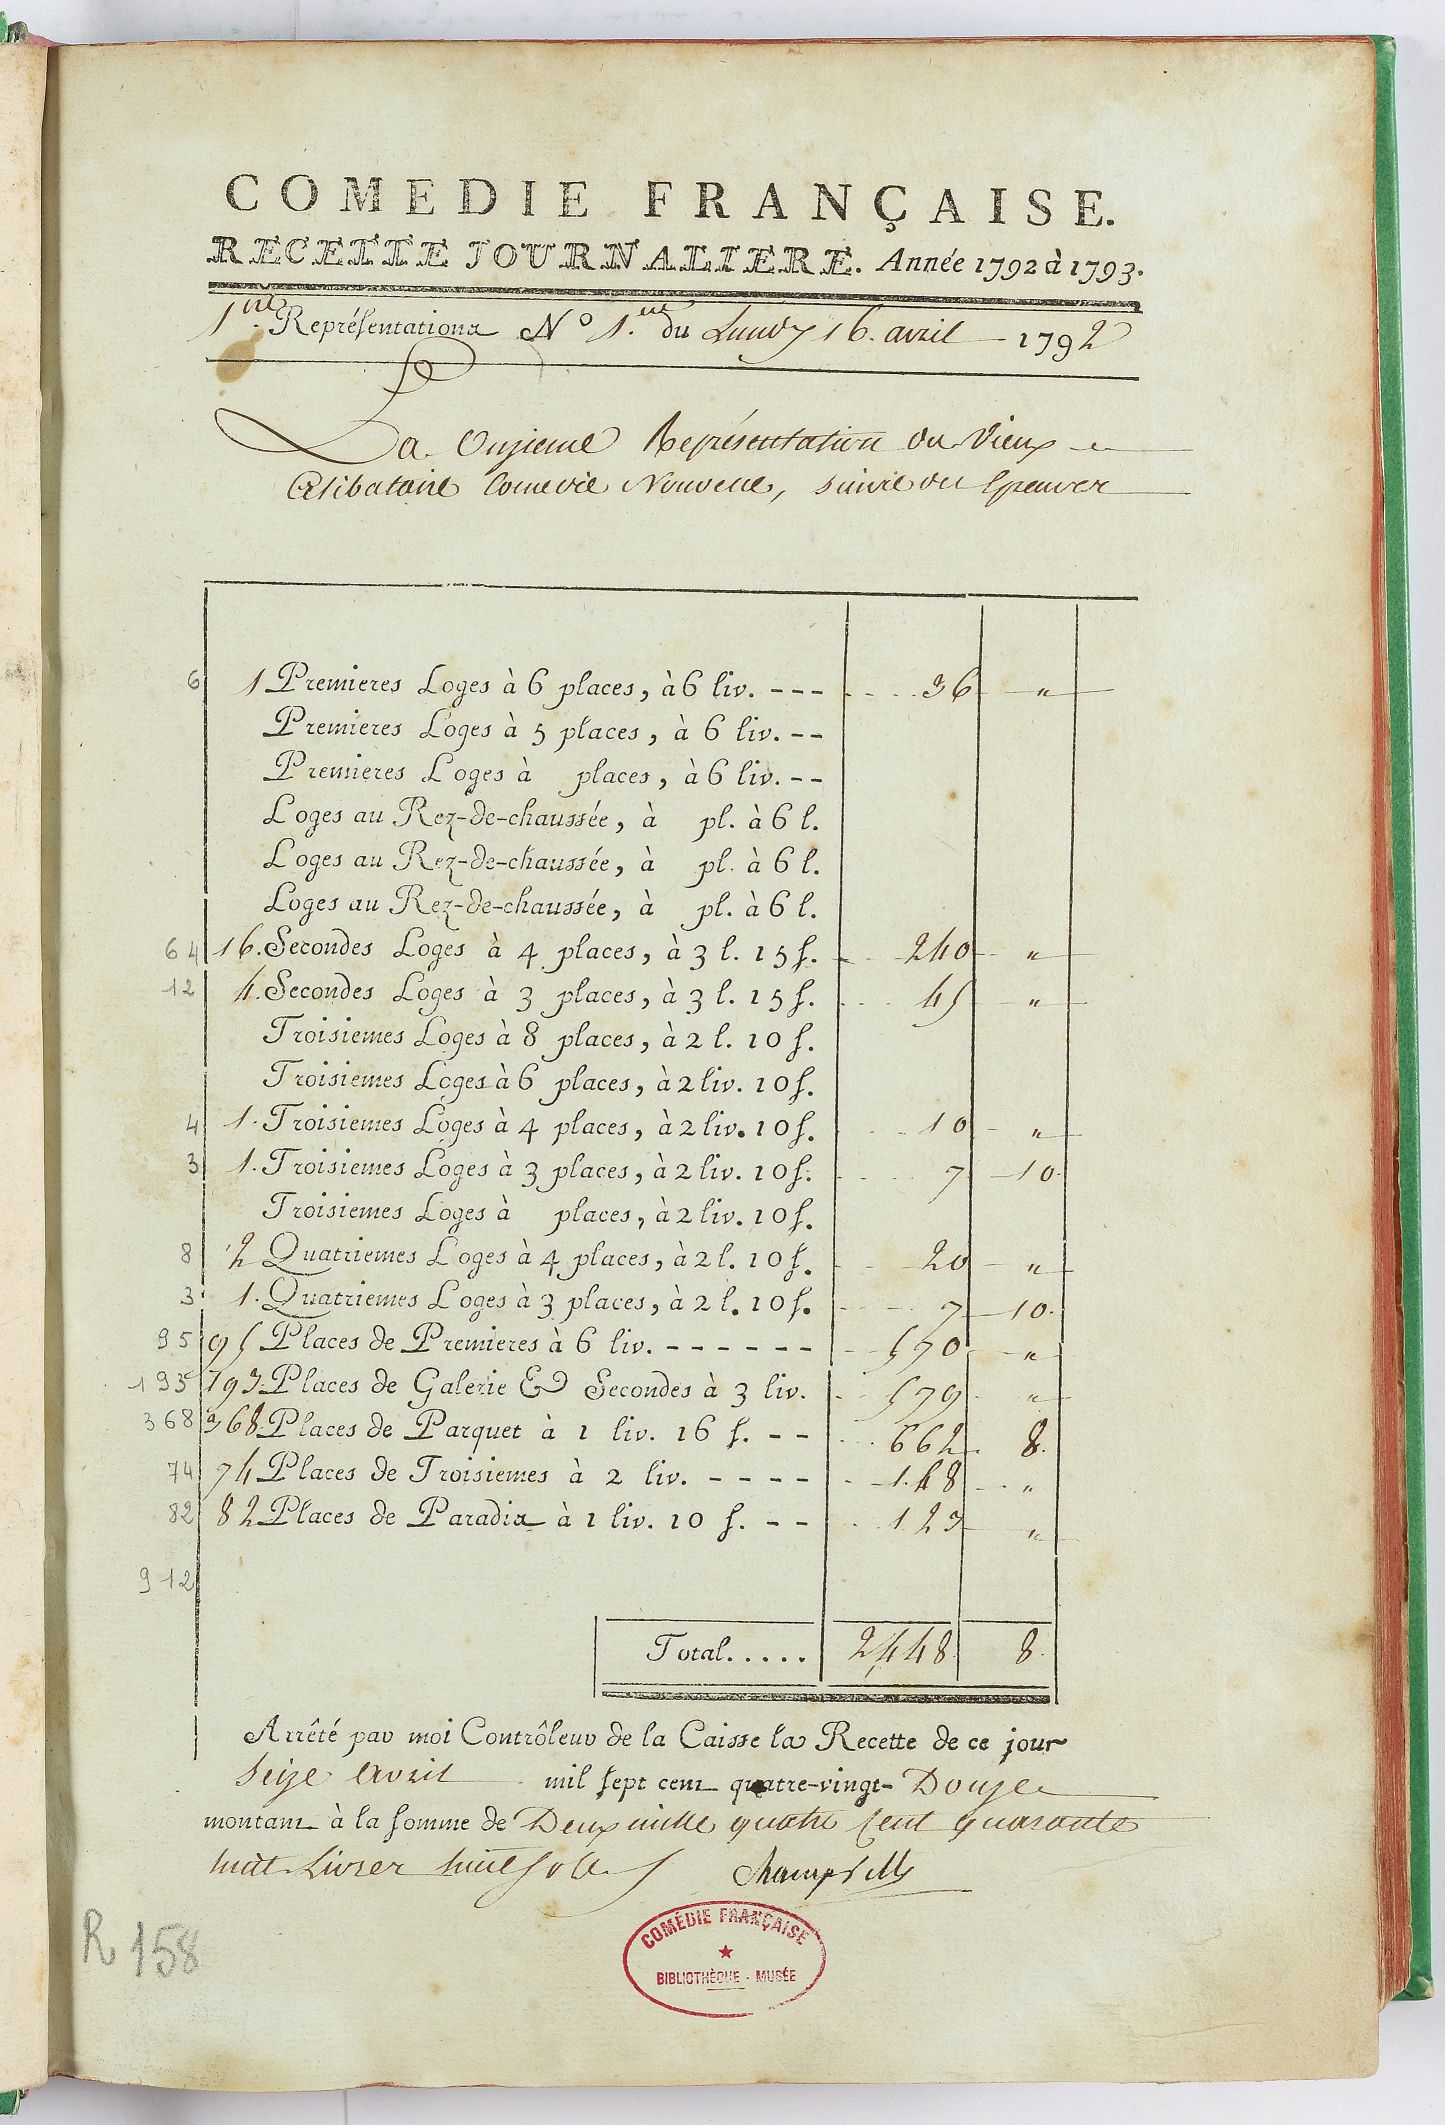 COMEDIE FRANÇAISE.
RECETTE JOURNALIERE. Année 1792 à 1793.
1.re Représentation N.º 1.ere du Lundy 16. avril 1792
La Onzieme Représentation du Vieux
Celibataire Comedie Nouvelle, suivie de l'Epreuve
6 1 Premieres Loges à 6 places, à 6 liv. --- 36 "
Premieres Loges à 5 places, à 6 liv. --
Premieres Loges à places, à 6 liv. --
Loges au Rez-de-chaussée, à pl. à 6 l.
Loges au Rez-de-chaussée, à pl. à 6 l.
Loges au Rez-de-chaussée, à pl. à 6 l.
64 16. Secondes Loges à 4 places, à 3 l. 15 s. 240 "
12 4. Secondes Loges à 3 places, à 3 l. 15 s. 45 "
Troisiemes Loges à 8 places, à 2 l. 10 s.
Troisiemes Loges à 6 places, à 2 liv. 10 s.
4 1. Troisiemes Loges à 4 places, à 2 liv. 10 s. 10 "
3 1. Troisiemes Loges à 3 places, à 2 liv. 10 s. 7 10.
Troisiemes Loges à places, à 2 liv. 10 s.
8 2 Quatriemes Loges à 4 places, à 2 l. 10 s. 20 "
3 1. Quatriemes Loges à 3 places, à 2 l. 10 s. 7 10.
95 95 Places de Premieres à 6 liv. ------ 570 "
193 193. Places de Galerie & Secondes à 3 liv. 579 "
368 368 Places de Parquet à 1 liv. 16 s. -- 662 8.
74 74 Places de Troisiemes à 2 liv. ---- 148 "
82 82 Places de Paradis à 1 liv. 10 s. -- 123 "
912
Total..... 2,448 8.
Arrêté par moi Contrôleur de la Caisse la Recette de ce jour
Seize avril mil sept cent quatre-vingt- Douze
montant à la somme de Deux mille quatre Cent quarante
huit Livres huit sols
R 158
COMÉDIE FRANÇAISE
BIBLIOTHÈQUE - MUSÉE